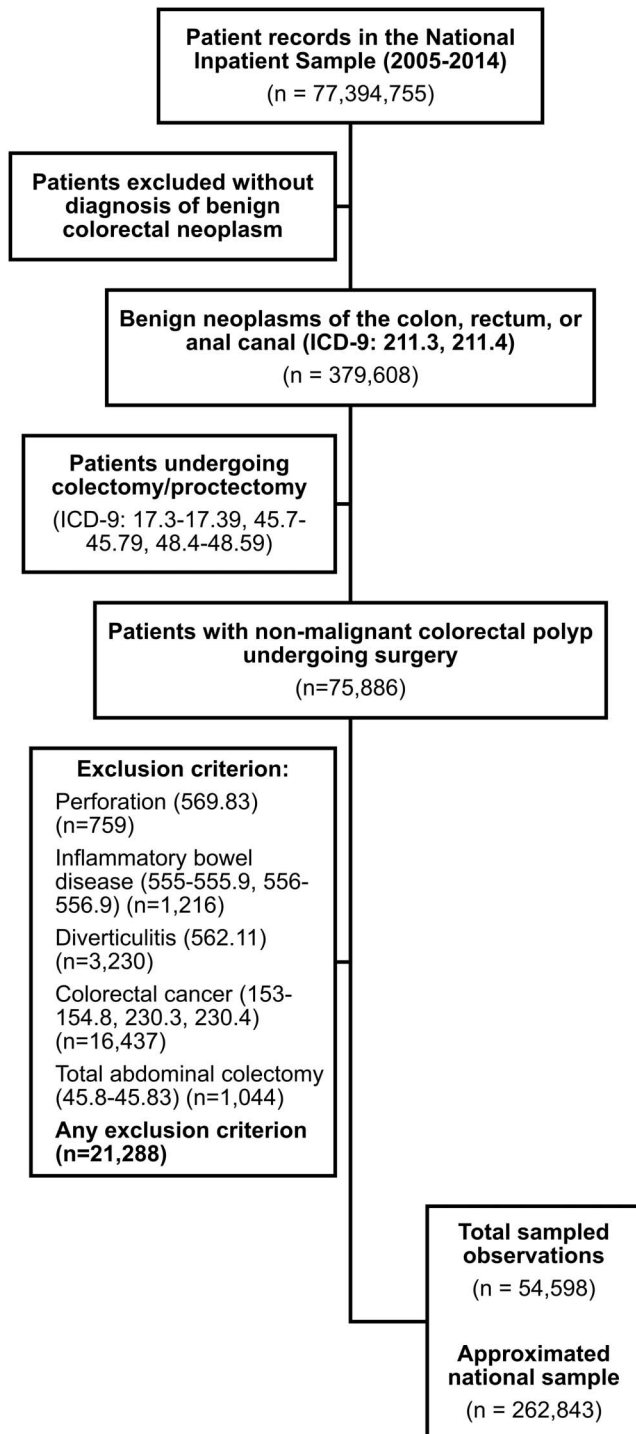 Patient records in the National
Inpatient Sample (2005-2014)
(n = 77,394,755)
Patients excluded without
diagnosis of benign
colorectal neoplasm
Benign neoplasms of the colon, rectum, or
anal canal (ICD-9: 211.3, 211.4)
(n = 379,608)
Patients undergoing
colectomy/proctectomy
(ICD-9: 17.3-17.39, 45.7-
45.79, 48.4-48.59)
Patients with non-malignant colorectal polyp
undergoing surgery
(n=75,886)
Exclusion criterion:
Perforation (569.83)
(n=759)
Inflammatory bowel
disease (555-555.9, 556-
556.9) (n=1,216)
Diverticulitis (562.11)
(n=3,230)
Colorectal cancer (153-
154.8, 230.3, 230.4)
(n=16,437)
Total abdominal colectomy
(45.8-45.83) (n=1,044)
Any exclusion criterion
(n=21,288)
Total sampled
observations
(n = 54,598)
Approximated
national sample
(n = 262,843)